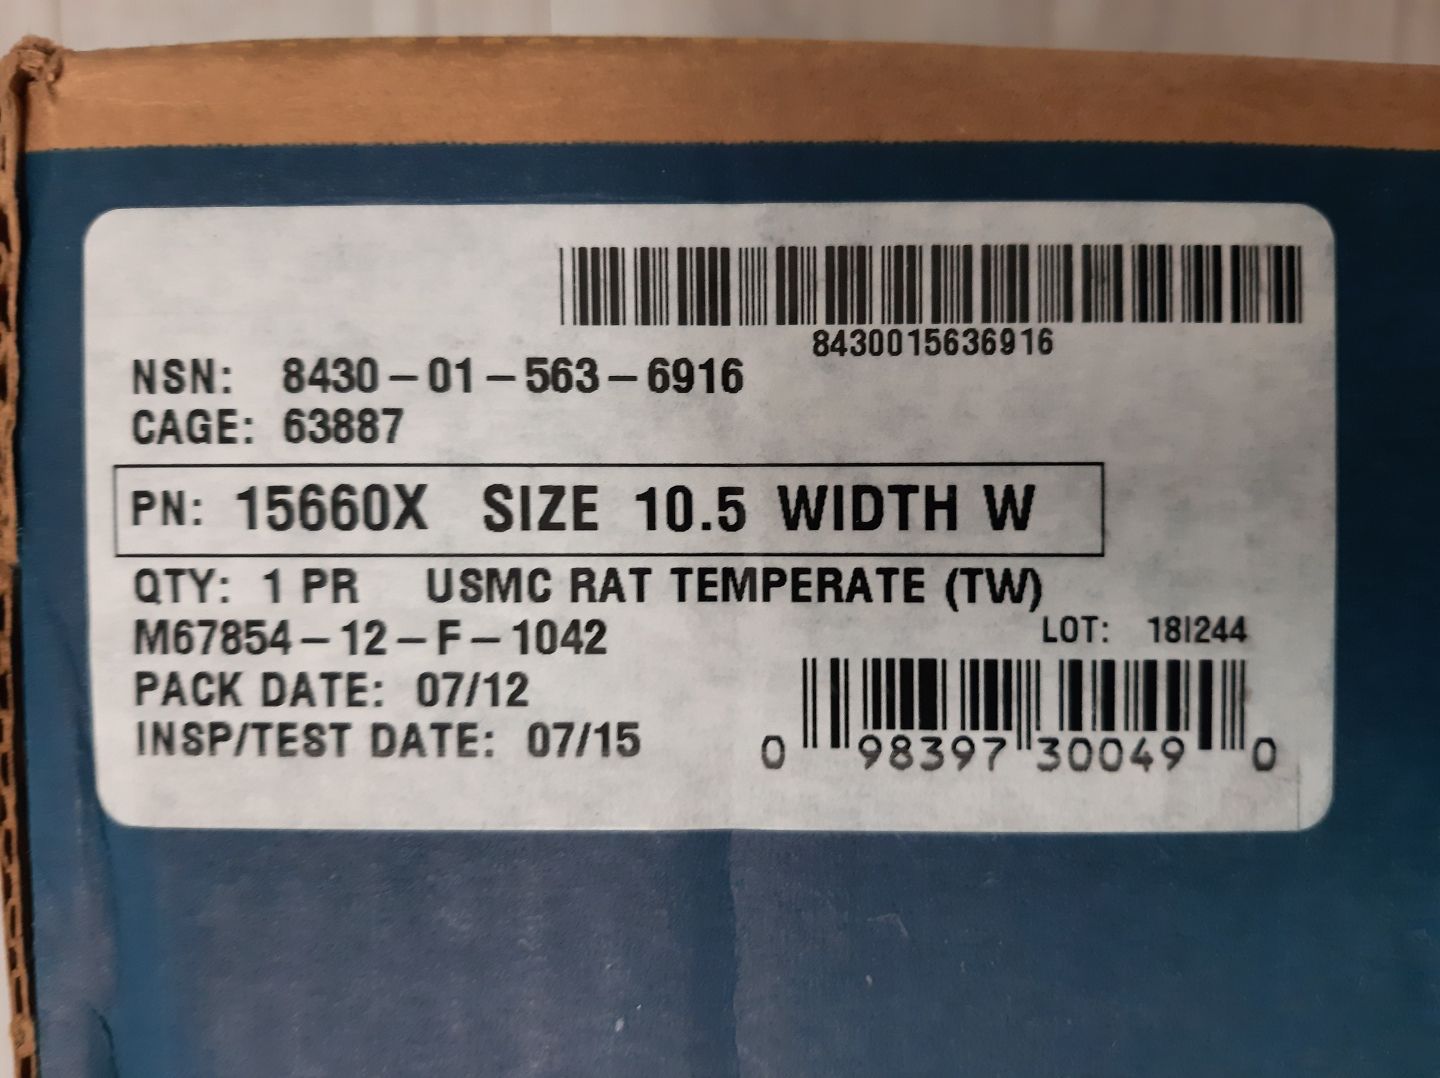 8430015636916
NSN: 8430-01-563-6916
CAGE: 63887
PN: 15660X SIZE 10.5 WIDTH W
QTY: 1 PR USMC RAT TEMPERATE (TW)
M67854-12-F-1042
LOT: 18I244
PACK DATE: 07/12
INSP/TEST DATE: 07/15
0 98397 30049 0